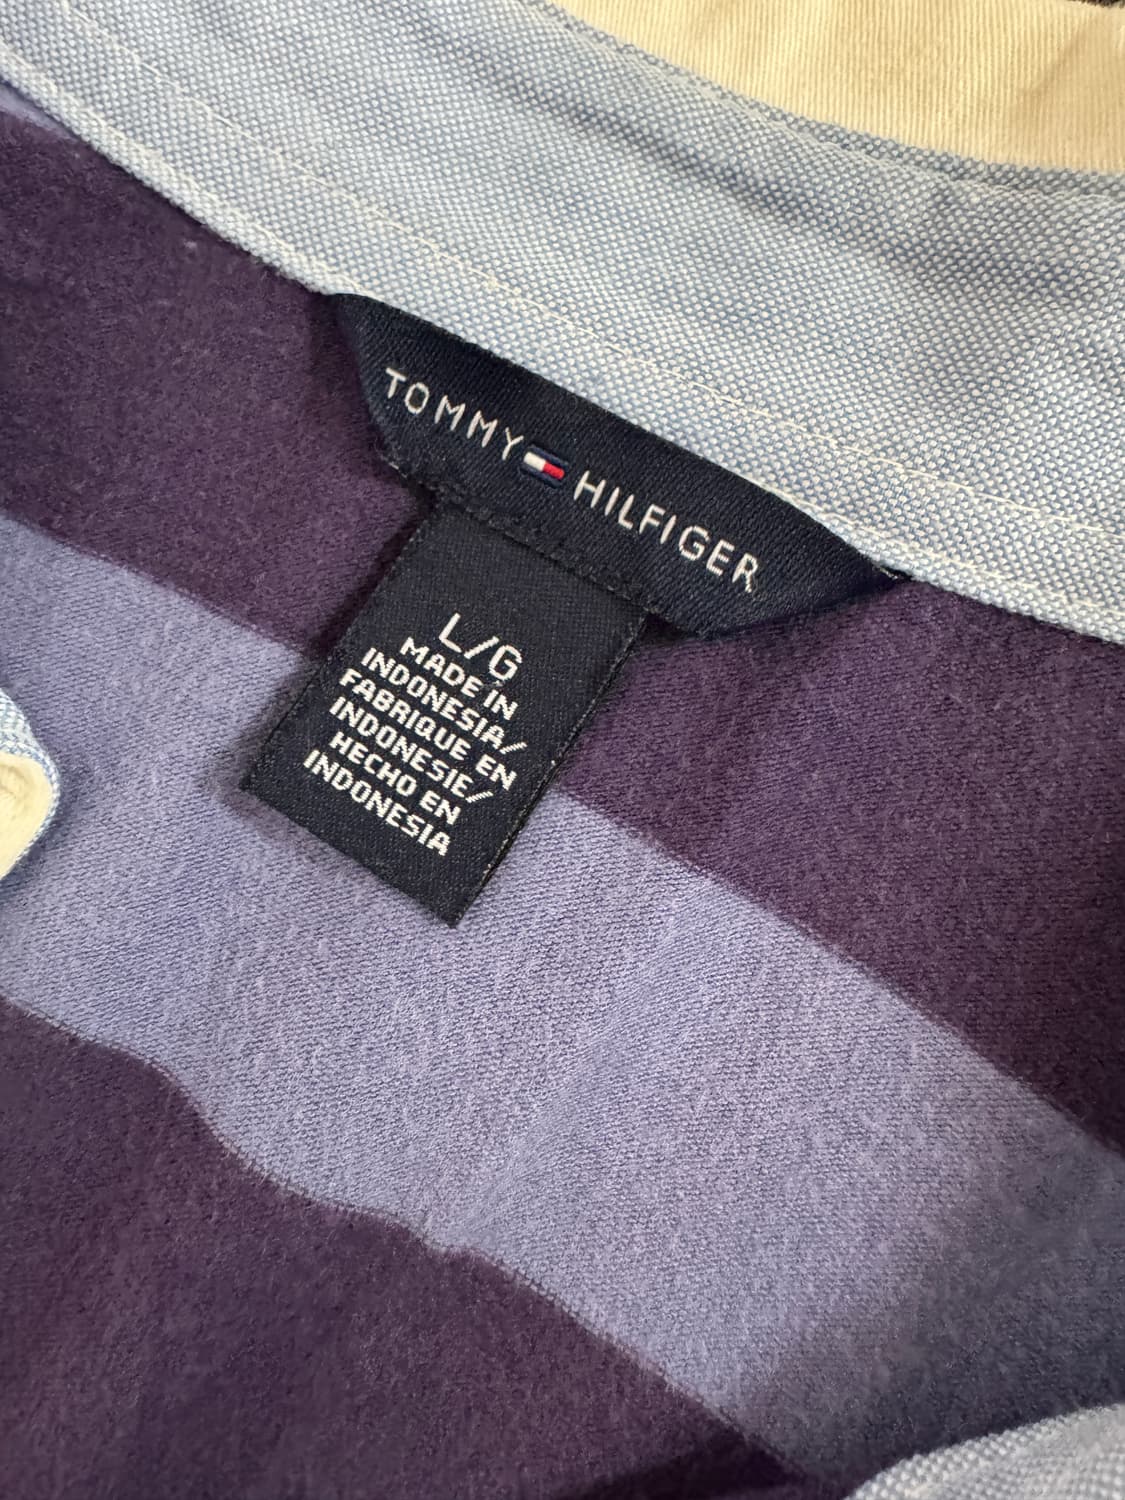 TOMMY HILFIGER
L/G
MADE IN
INDONESIA/
FABRIQUE EN
INDONESIE/
HECHO EN
INDONESIA